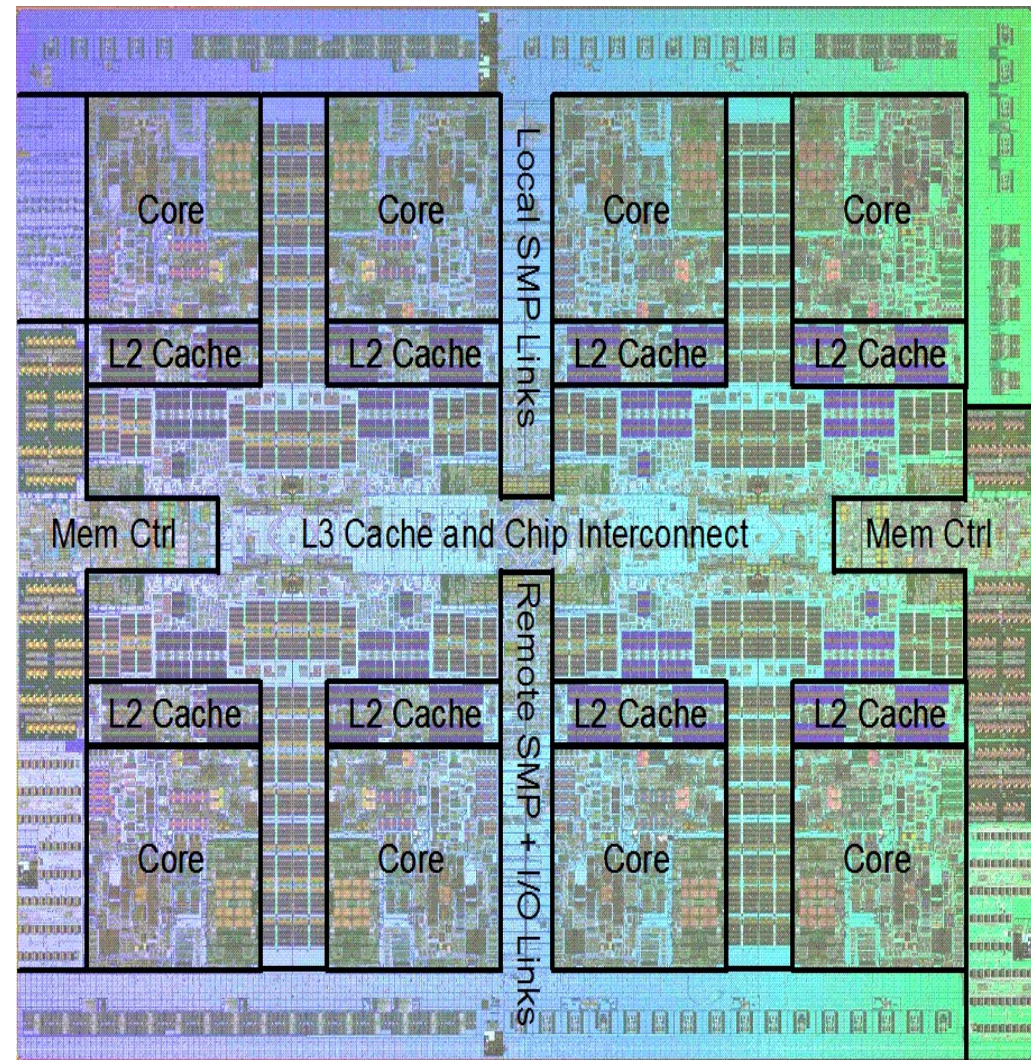 Core
Core
Core
Core
Local SMP Links
L2 Cache
L2 Cache
L2 Cache
L2 Cache
Mem Ctrl
L3 Cache and Chip Interconnect
Mem Ctrl
L2 Cache
L2 Cache
L2 Cache
L2 Cache
Remote SMP + I/O Links
Core
Core
Core
Core